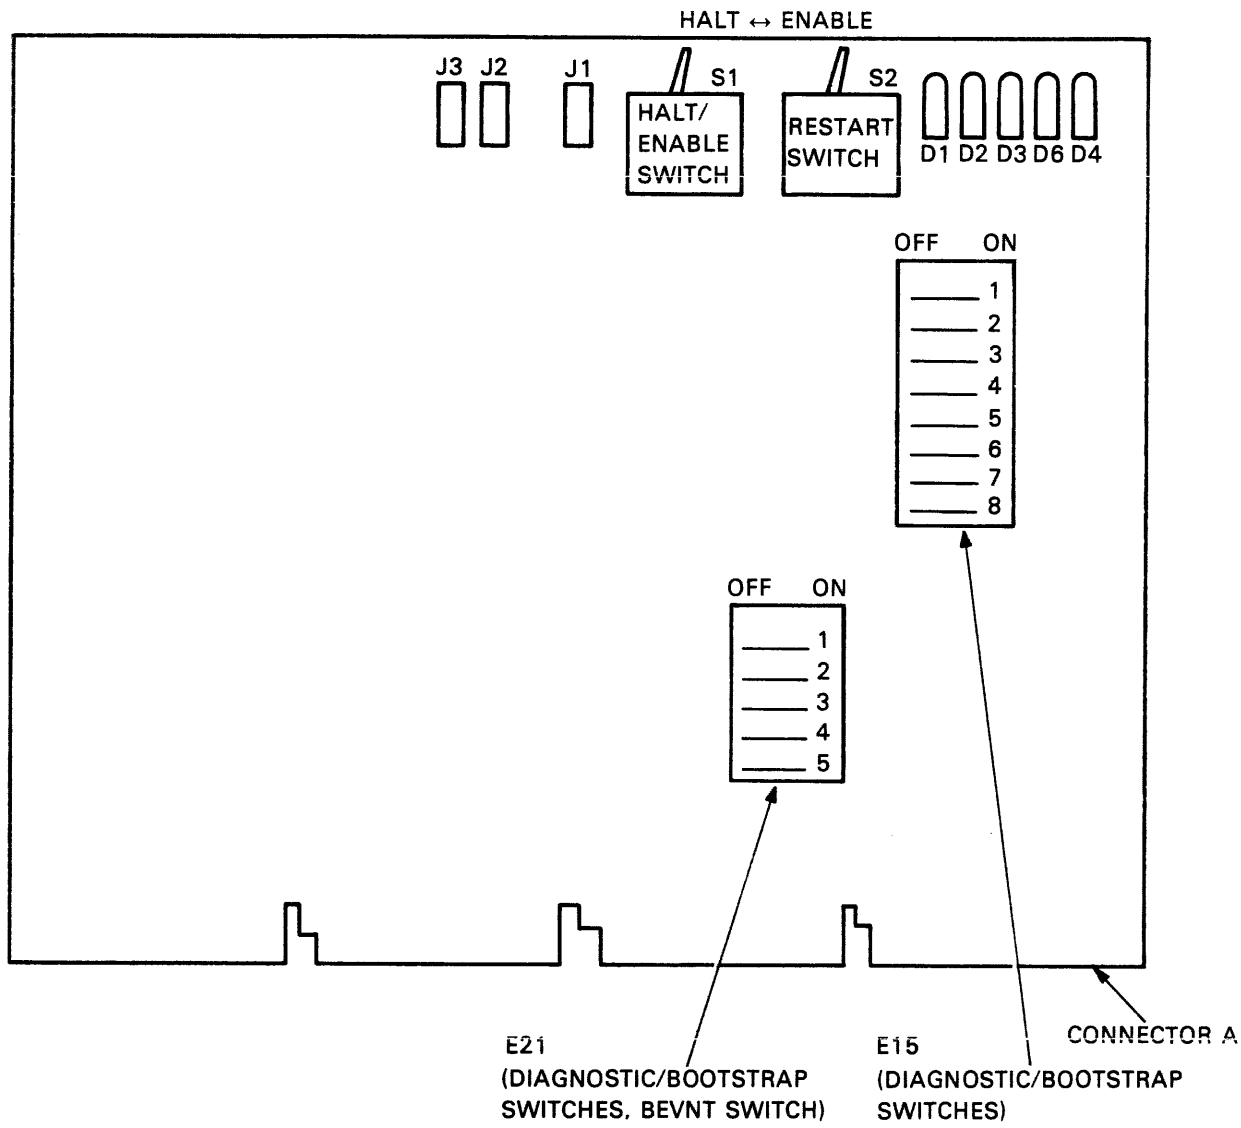 HALT ↔ ENABLE
J3 J2 J1 S1 S2
HALT/
ENABLE
SWITCH
RESTART
SWITCH
D1 D2 D3 D6 D4
OFF ON
1
2
3
4
5
6
7
8
OFF ON
1
2
3
4
5
CONNECTOR A
E21
(DIAGNOSTIC/BOOTSTRAP
SWITCHES, BEVNT SWITCH)
E15
(DIAGNOSTIC/BOOTSTRAP
SWITCHES)